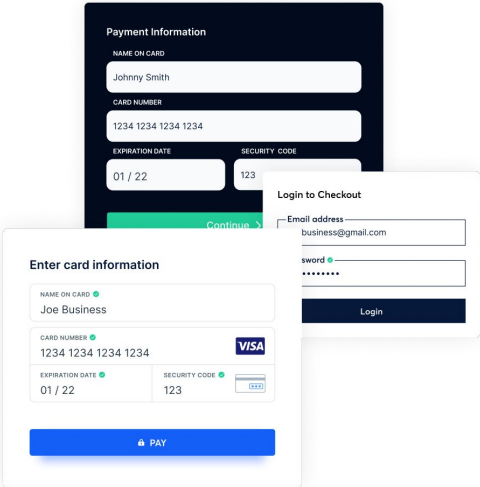 Payment Information
NAME ON CARD
Johnny Smith
CARD NUMBER
1234 1234 1234 1234
EXPIRATION DATE SECURITY CODE
01 / 22 123
Continue
Login to Checkout
Email address
business@gmail.com
Login
Enter card information
NAME ON CARD
Joe Business
CARD NUMBER
1234 1234 1234 1234
VISA
EXPIRATION DATE SECURITY CODE
01 / 22 123
PAY